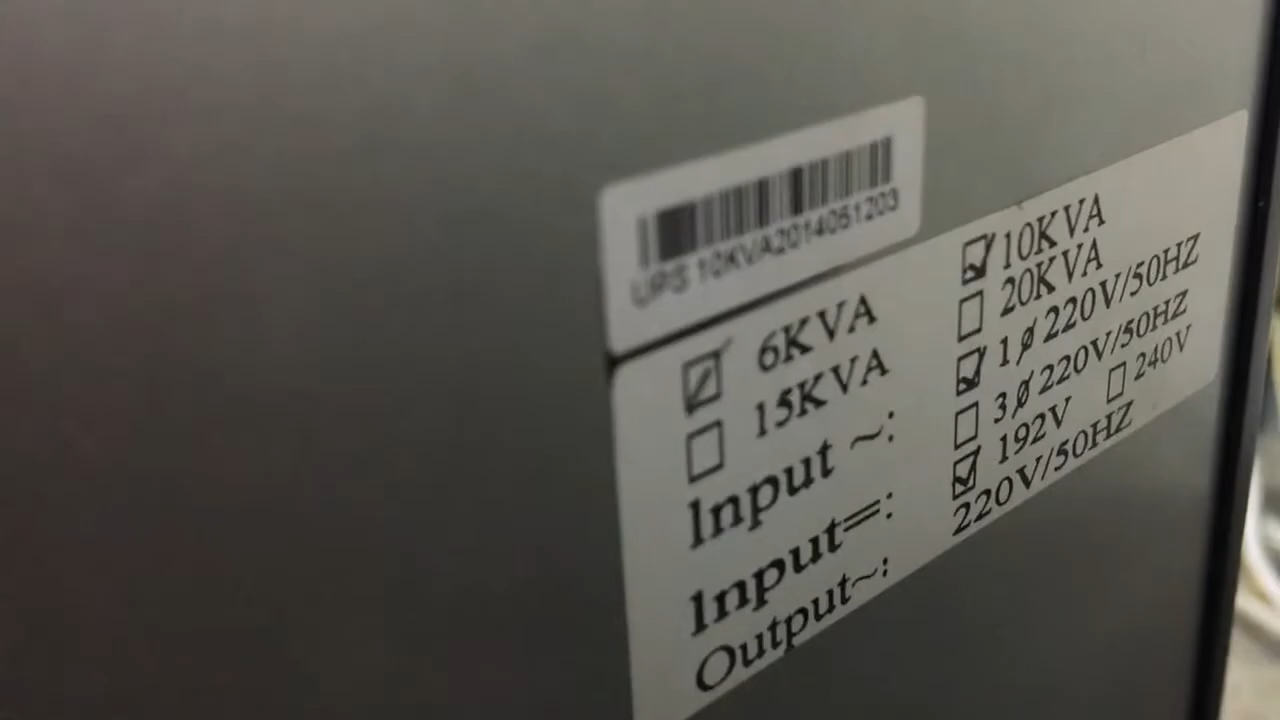 UPS 10KVA2014051203
☑ 6KVA ☑ 10KVA
☐ 15KVA ☐ 20KVA
Input ~: ☑ 1ø 220V/50HZ
☐ 3ø 220V/50HZ
Input=: ☑ 192V ☐ 240V
Output~: 220V/50HZ